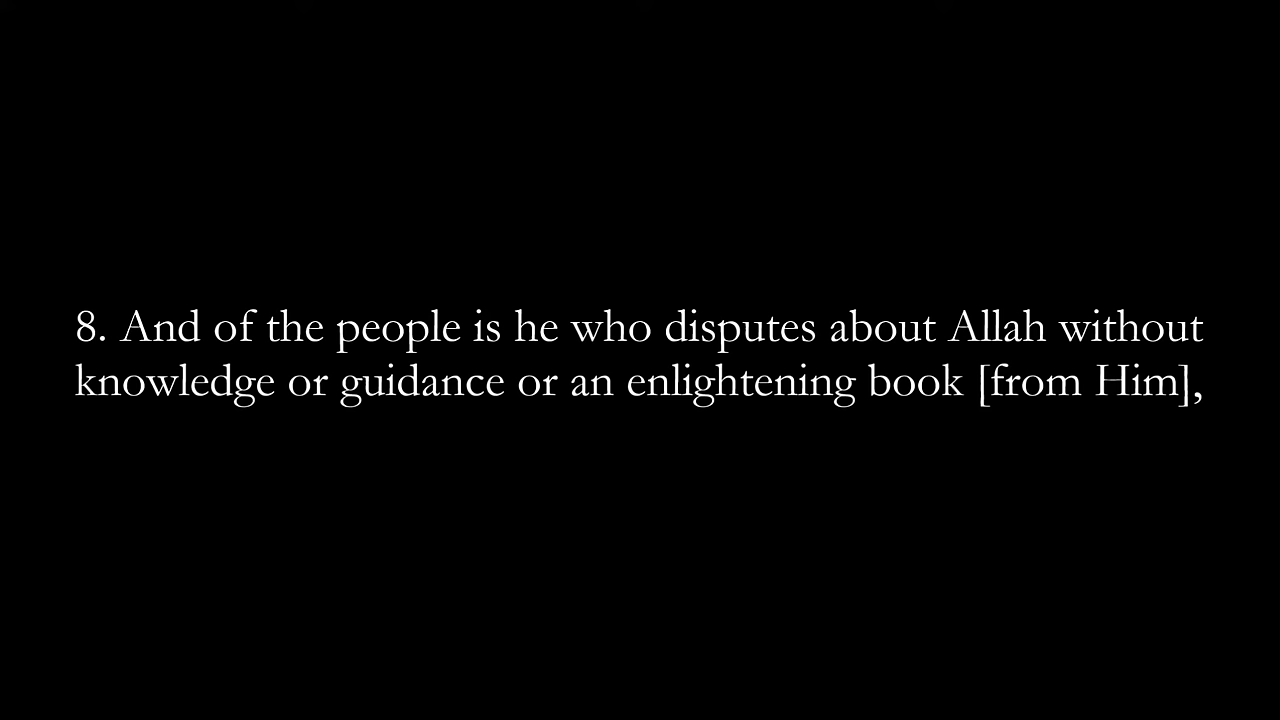 8. And of the people is he who disputes about Allah without
knowledge or guidance or an enlightening book [from Him],